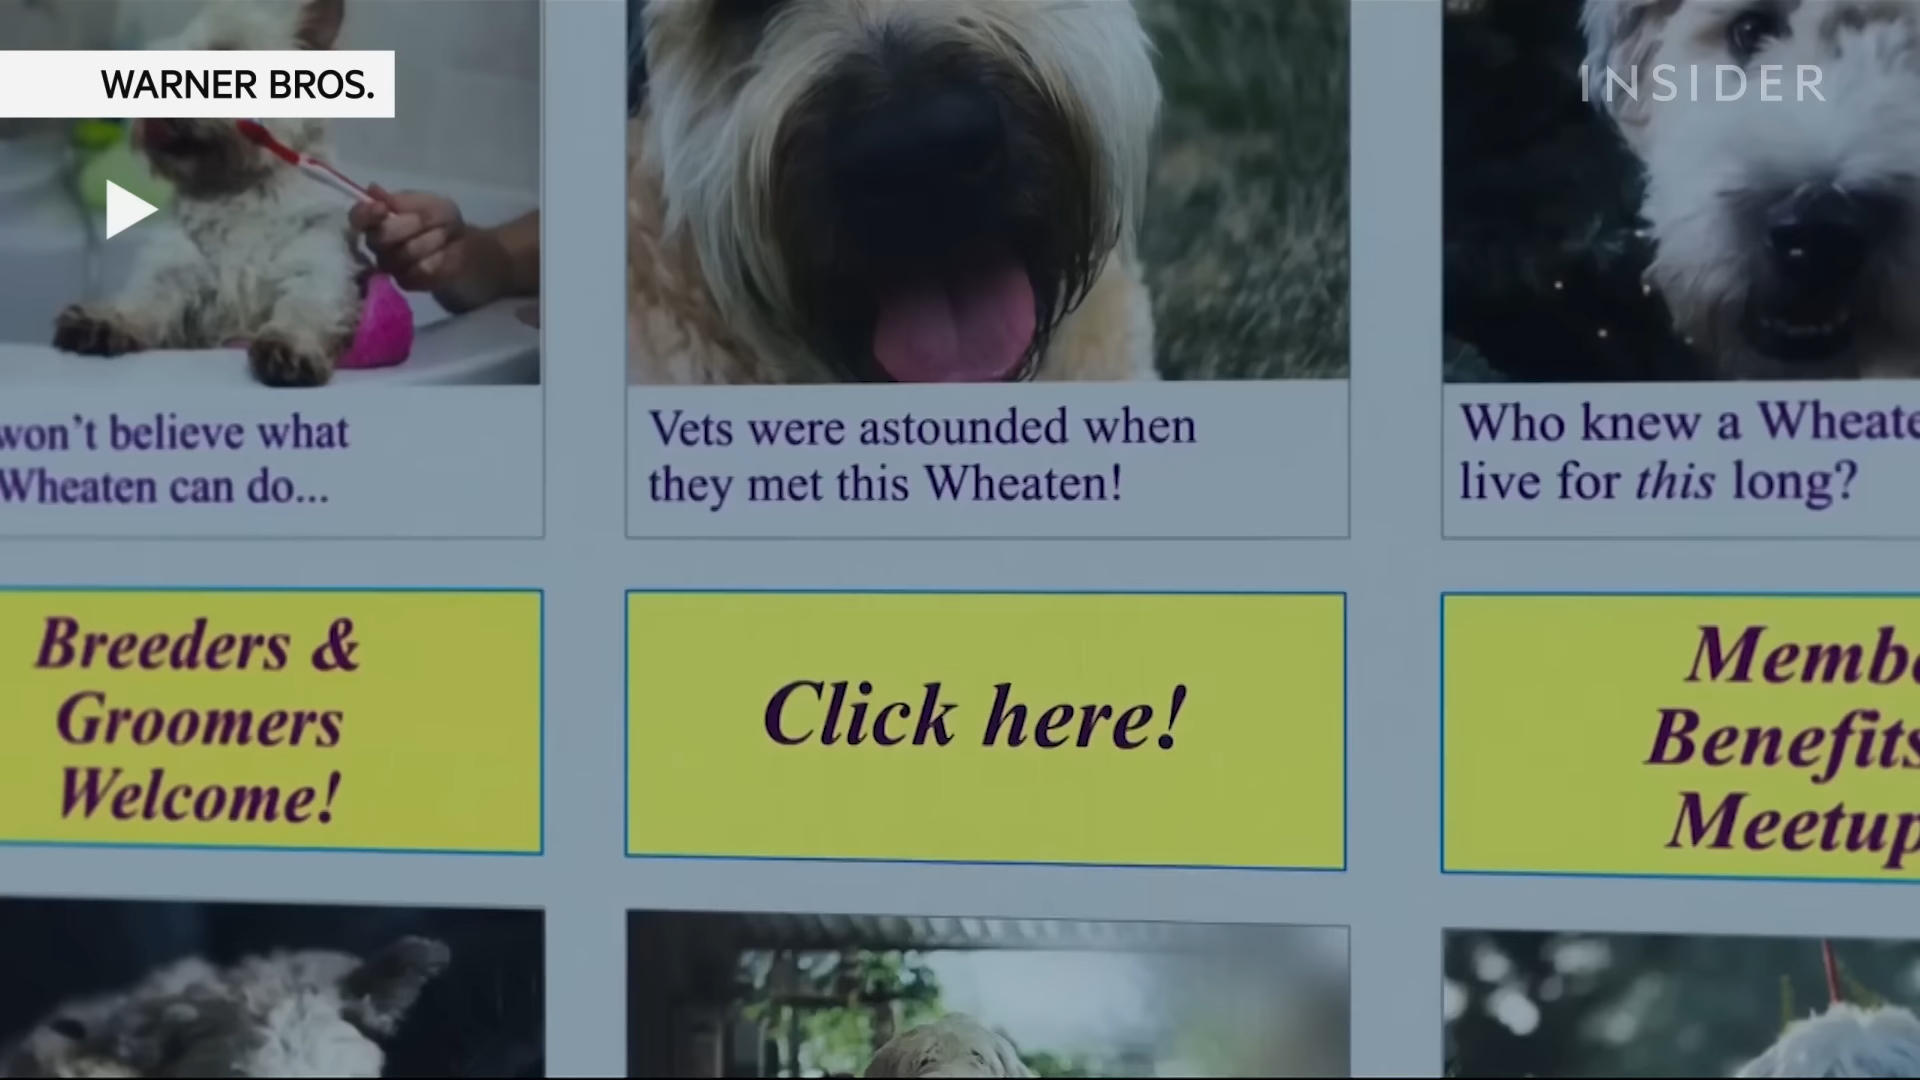 WARNER BROS.
INSIDER
won't believe what
Wheaten can do...
Vets were astounded when
they met this Wheaten!
Who knew a Wheate
live for this long?
Breeders &
Groomers
Welcome!
Click here!
Memb
Benefits
Meetup